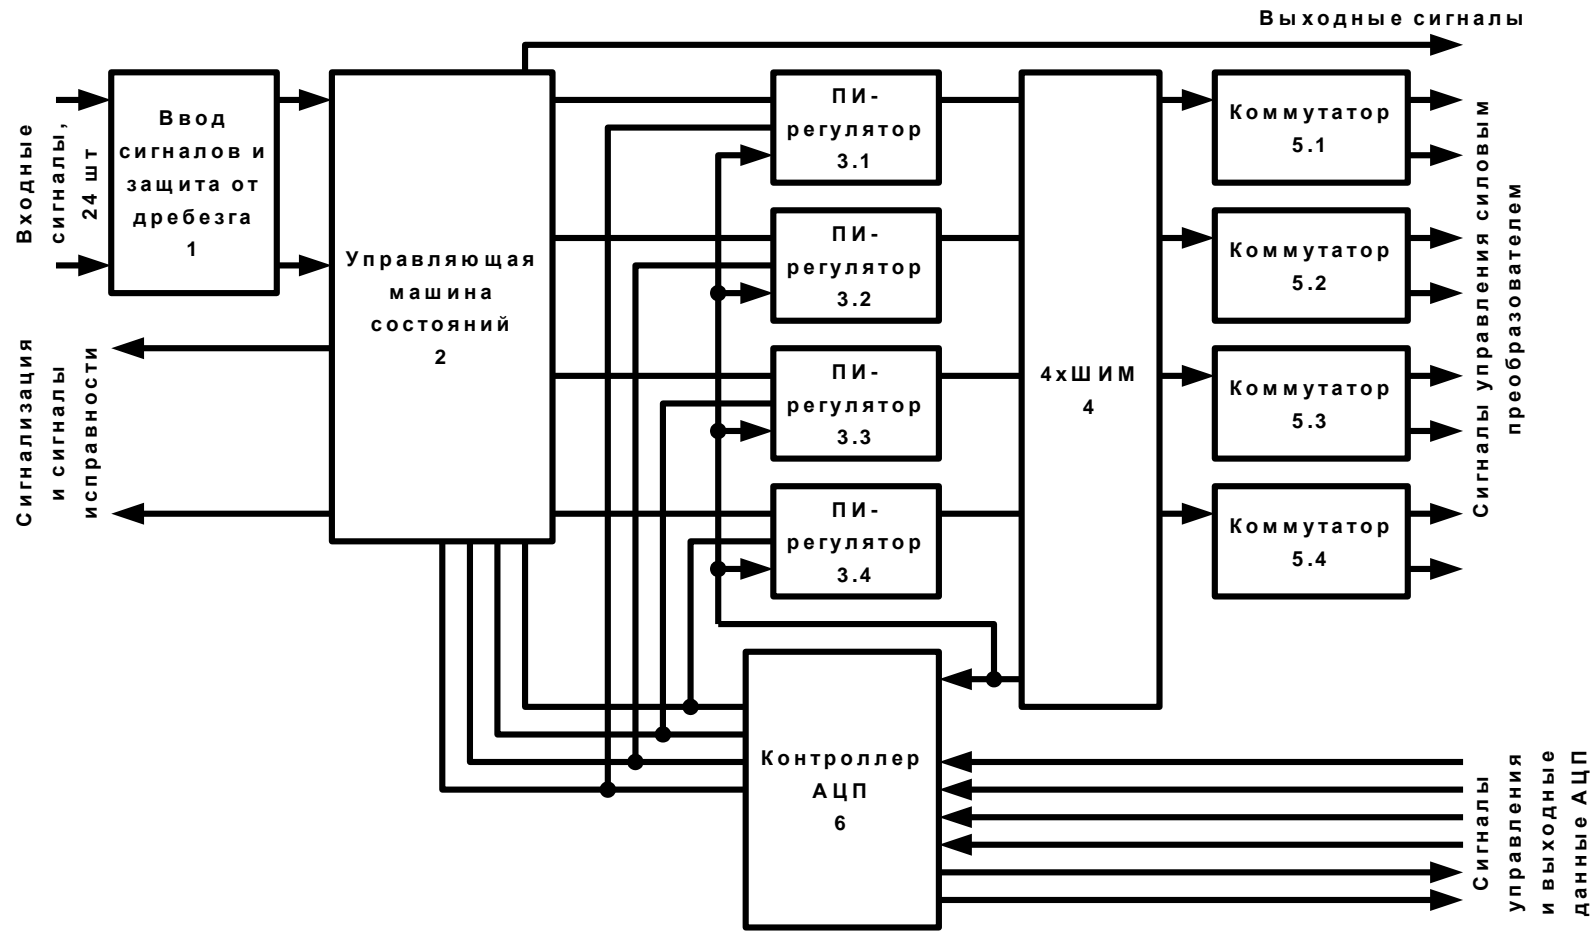 Выходные сигналы
Входные
сигналы,
24 шт
Ввод
сигналов и
защита от
дребезга
1
Управляющая
машина
состояний
2
Сигнализация
и сигналы
исправности
ПИ-
регулятор
3.1
ПИ-
регулятор
3.2
ПИ-
регулятор
3.3
ПИ-
регулятор
3.4
4хШИМ
4
Коммутатор
5.1
Коммутатор
5.2
Коммутатор
5.3
Коммутатор
5.4
Сигналы управления силовым
преобразователем
Контроллер
АЦП
6
Сигналы
управления
и выходные
данные АЦП